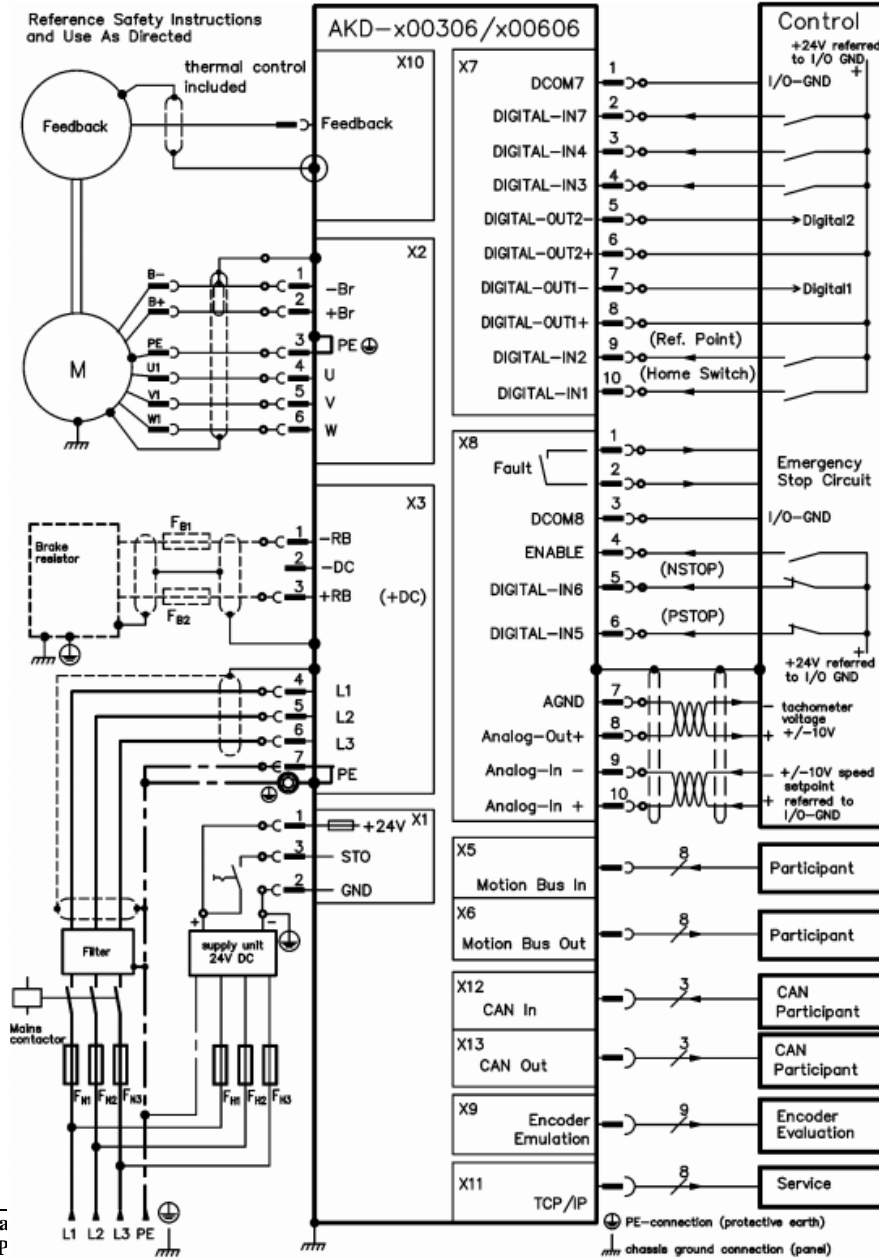 Reference Safety Instructions
and Use As Directed
AKD-x00306/x00606
Control
+24V referred
to I/O GND
+
X10
thermal control
included
Feedback
Feedback
X7
DCOM7
1
I/O-GND
DIGITAL-IN7
2
DIGITAL-IN4
3
DIGITAL-IN3
4
DIGITAL-OUT2-
5
Digital2
DIGITAL-OUT2+
6
DIGITAL-OUT1-
7
Digital1
DIGITAL-OUT1+
8
DIGITAL-IN2
9
(Ref. Point)
DIGITAL-IN1
10
(Home Switch)
X2
B-
1
-Br
B+
2
+Br
PE
3
PE
M
U1
4
U
V1
5
V
W1
6
W
X8
Fault
1
2
Emergency
Stop Circuit
DCOM8
3
I/O-GND
ENABLE
4
DIGITAL-IN6
5
(NSTOP)
DIGITAL-IN5
6
(PSTOP)
+
+24V referred
to I/O GND
AGND
7
- tachometer
voltage
Analog-Out+
8
+ +/-10V
Analog-In -
9
- +/-10V speed
setpoint
Analog-In +
10
+ referred to
I/O-GND
X3
Brake
resistor
FB1
1
-RB
2
-DC
3
+RB
(+DC)
FB2
4
L1
5
L2
6
L3
7
PE
X1
1
+24V
3
STO
2
GND
+
-
Filter
supply unit
24V DC
Mains
contactor
FN1
FN2
FN3
FH1
FH2
FH3
L1
L2
L3
PE
X5
Motion Bus In
8
Participant
X6
Motion Bus Out
8
Participant
X12
CAN In
3
CAN
Participant
X13
CAN Out
3
CAN
Participant
X9
Encoder
Emulation
9
Encoder
Evaluation
X11
TCP/IP
8
Service
PE-connection (protective earth)
chassis ground connection (panel)
a
P